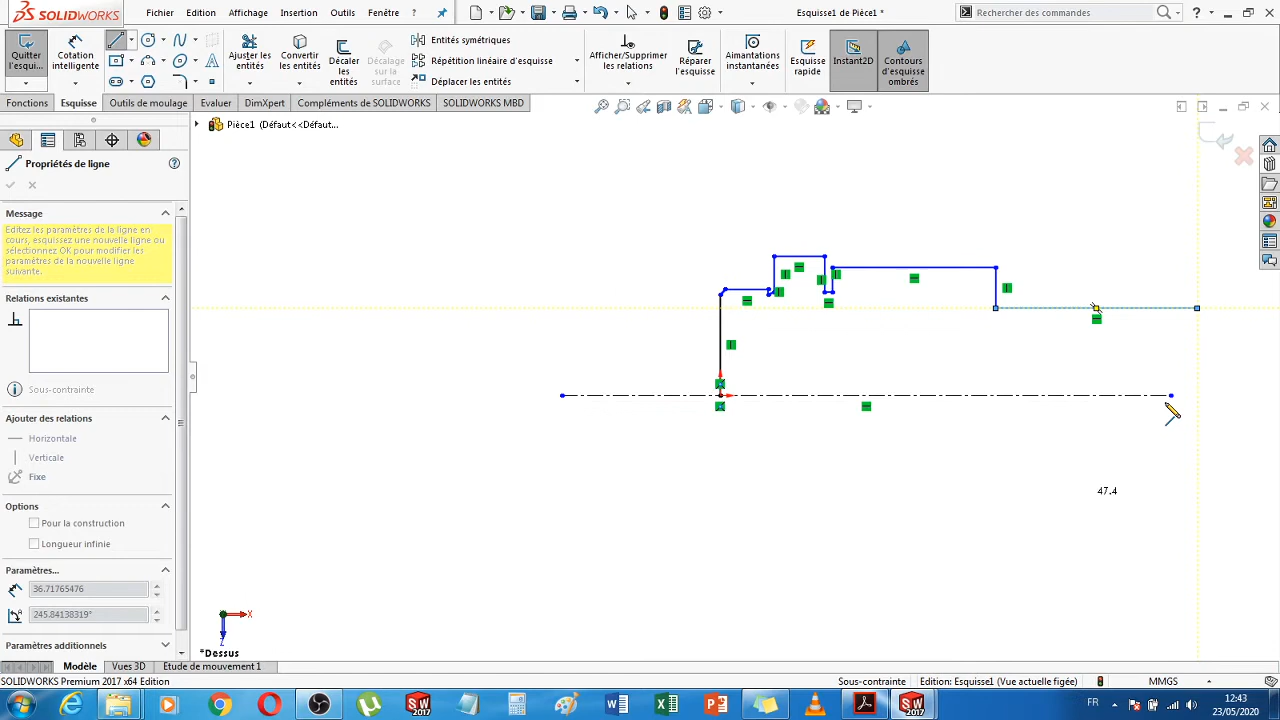 SOLIDWORKS
Fichier
Edition
Affichage
Insertion
Outils
Fenêtre
?
Esquisse1 de Pièce1 *
Rechercher des commandes
Quitter l'esqui...
Cotation intelligente
Ajuster les entités
Convertir les entités
Décaler les entités
Décalage sur la surface
Entités symétriques
Répétition linéaire d'esquisse
Déplacer les entités
Afficher/Supprimer les relations
Réparer l'esquisse
Aimantations instantanées
Esquisse rapide
Instant2D
Contours d'esquisse ombrés
Fonctions
Esquisse
Outils de moulage
Evaluer
DimXpert
Compléments de SOLIDWORKS
SOLIDWORKS MBD
Pièce1 (Défaut<<Défaut...
Propriétés de ligne
Message
Editez les paramètres de la ligne en
cours, esquissez une nouvelle ligne ou
sélectionnez OK pour modifier les
paramètres de la nouvelle ligne
suivante.
Relations existantes
Sous-contrainte
Ajouter des relations
Horizontale
Verticale
Fixe
Options
Pour la construction
Longueur infinie
Paramètres...
36.71765476
245.84138319°
Paramètres additionnels
47.4
X
Z
*Dessus
Modèle
Vues 3D
Etude de mouvement 1
SOLIDWORKS Premium 2017 x64 Edition
Sous-contrainte
Edition: Esquisse1 (Vue actuelle figée)
MMGS
SW
2017
SW
2017
FR
12:43
23/05/2020